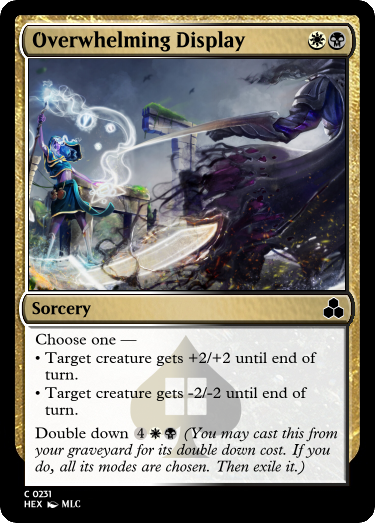 Overwhelming Display
Sorcery
Choose one —
• Target creature gets +2/+2 until end of
turn.
• Target creature gets -2/-2 until end of
turn.
Double down 4 (You may cast this from
your graveyard for its double down cost. If you
do, all its modes are chosen. Then exile it.)
C 0231
HEX MLC